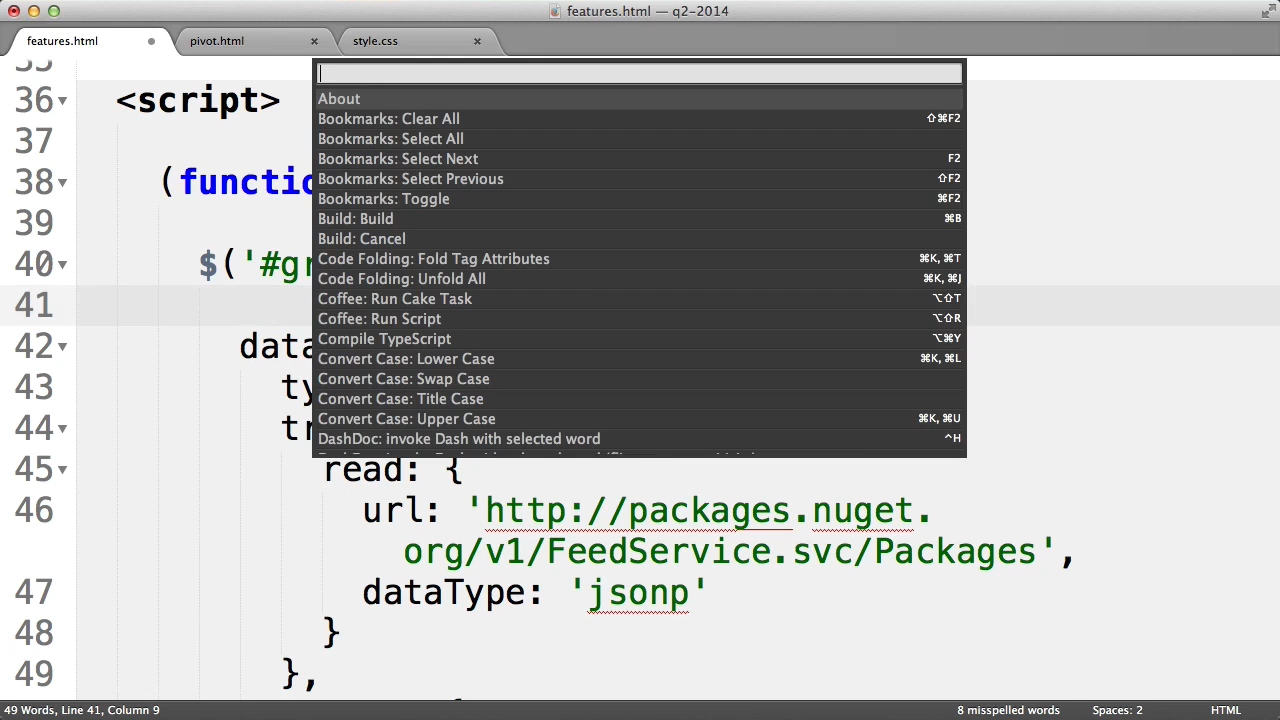 features.html — q2-2014
features.html
pivot.html
style.css
35
36 <script>
37
38 (functio
39
40 $('#gr
41
42 data
43 ty
44 tr
45 read: {
46 url: 'http://packages.nuget.
org/v1/FeedService.svc/Packages',
47 dataType: 'jsonp'
48 }
49 },
About
Bookmarks: Clear All ⇧⌘F2
Bookmarks: Select All
Bookmarks: Select Next F2
Bookmarks: Select Previous ⇧F2
Bookmarks: Toggle ⌘F2
Build: Build ⌘B
Build: Cancel
Code Folding: Fold Tag Attributes ⌘K, ⌘T
Code Folding: Unfold All ⌘K, ⌘J
Coffee: Run Cake Task ⌥⇧T
Coffee: Run Script ⌥⇧R
Compile TypeScript ⌥⌘Y
Convert Case: Lower Case ⌘K, ⌘L
Convert Case: Swap Case
Convert Case: Title Case
Convert Case: Upper Case ⌘K, ⌘U
DashDoc: invoke Dash with selected word ^H
49 Words, Line 41, Column 9
8 misspelled words
Spaces: 2
HTML